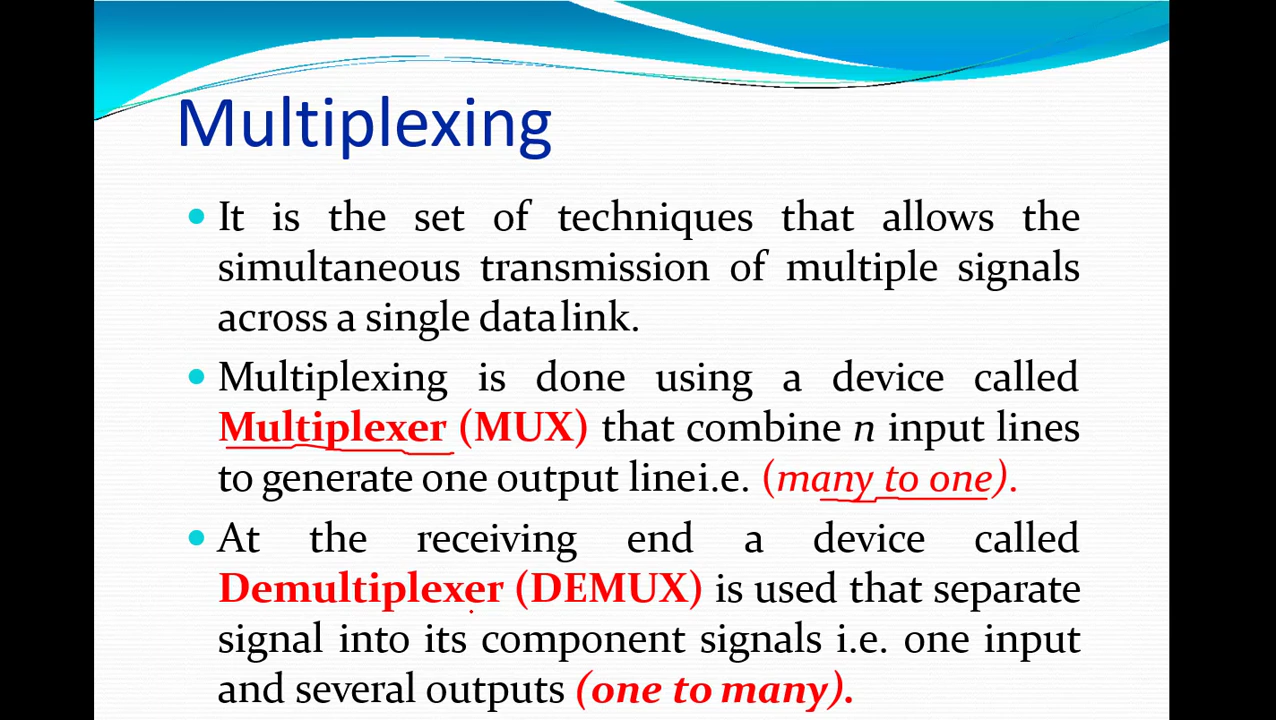 Multiplexing
• It is the set of techniques that allows the
simultaneous transmission of multiple signals
across a single datalink.
• Multiplexing is done using a device called
Multiplexer (MUX) that combine n input lines
to generate one output linei.e. (many to one).
• At the receiving end a device called
Demultiplexer (DEMUX) is used that separate
signal into its component signals i.e. one input
and several outputs (one to many).